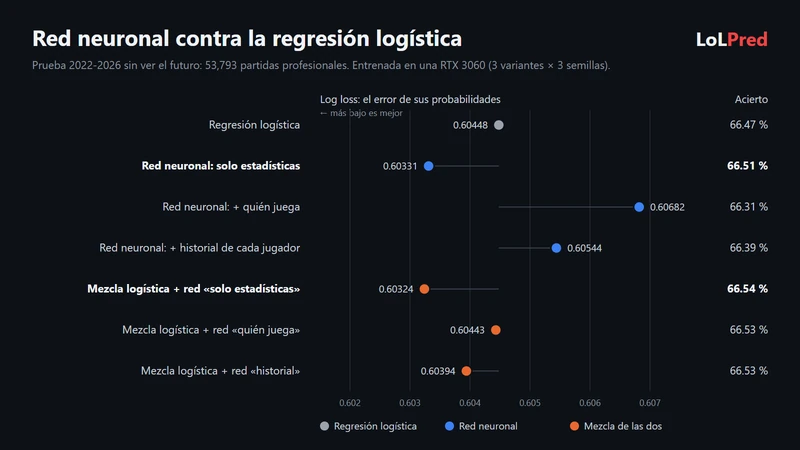 Red neuronal contra la regresión logística
LoLPred
Prueba 2022-2026 sin ver el futuro: 53,793 partidas profesionales. Entrenada en una RTX 3060 (3 variantes × 3 semillas).
Log loss: el error de sus probabilidades
Acierto
← más bajo es mejor
Regresión logística 0.60448 66.47 %
Red neuronal: solo estadísticas 0.60331 66.51 %
Red neuronal: + quién juega 0.60682 66.31 %
Red neuronal: + historial de cada jugador 0.60544 66.39 %
Mezcla logística + red «solo estadísticas» 0.60324 66.54 %
Mezcla logística + red «quién juega» 0.60443 66.53 %
Mezcla logística + red «historial» 0.60394 66.53 %
0.602 0.603 0.604 0.605 0.606 0.607
Regresión logística Red neuronal Mezcla de las dos